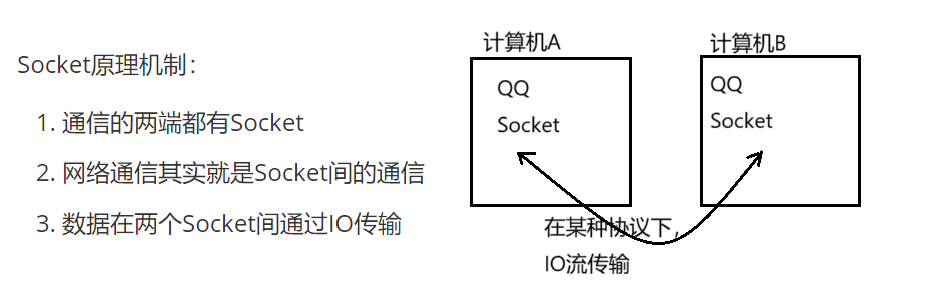 Socket原理机制：
1. 通信的两端都有Socket
2. 网络通信其实就是Socket间的通信
3. 数据在两个Socket间通过IO传输
计算机A
QQ
Socket
计算机B
QQ
Socket
在某种协议下，
IO流传输